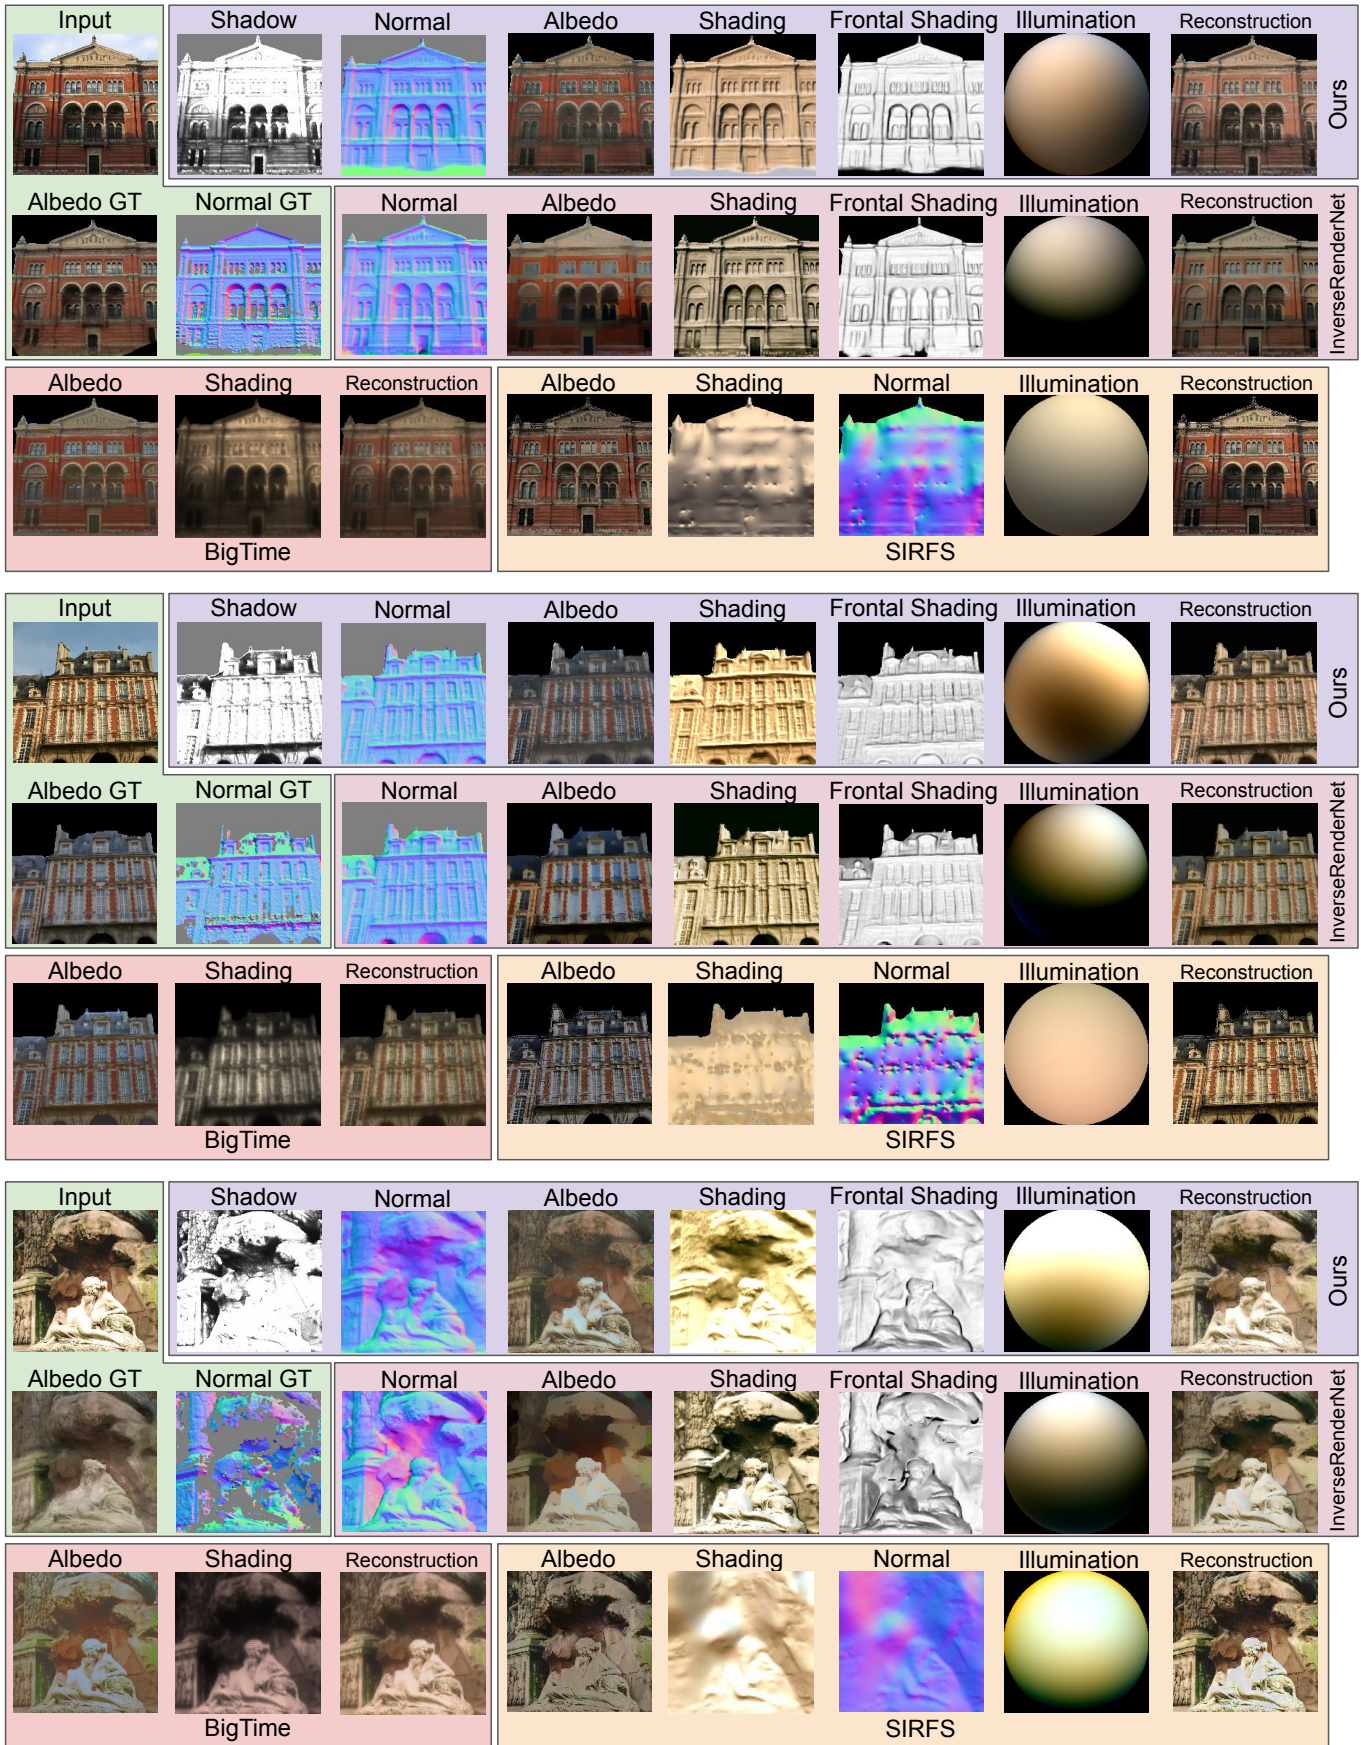 Input Shadow Normal Albedo Shading Frontal Shading Illumination Reconstruction
Ours
Albedo GT Normal GT Normal Albedo Shading Frontal Shading Illumination Reconstruction
InverseRenderNet
Albedo Shading Reconstruction Albedo Shading Normal Illumination Reconstruction
BigTime SIRFS
Input Shadow Normal Albedo Shading Frontal Shading Illumination Reconstruction
Ours
Albedo GT Normal GT Normal Albedo Shading Frontal Shading Illumination Reconstruction
InverseRenderNet
Albedo Shading Reconstruction Albedo Shading Normal Illumination Reconstruction
BigTime SIRFS
Input Shadow Normal Albedo Shading Frontal Shading Illumination Reconstruction
Ours
Albedo GT Normal GT Normal Albedo Shading Frontal Shading Illumination Reconstruction
InverseRenderNet
Albedo Shading Reconstruction Albedo Shading Normal Illumination Reconstruction
BigTime SIRFS